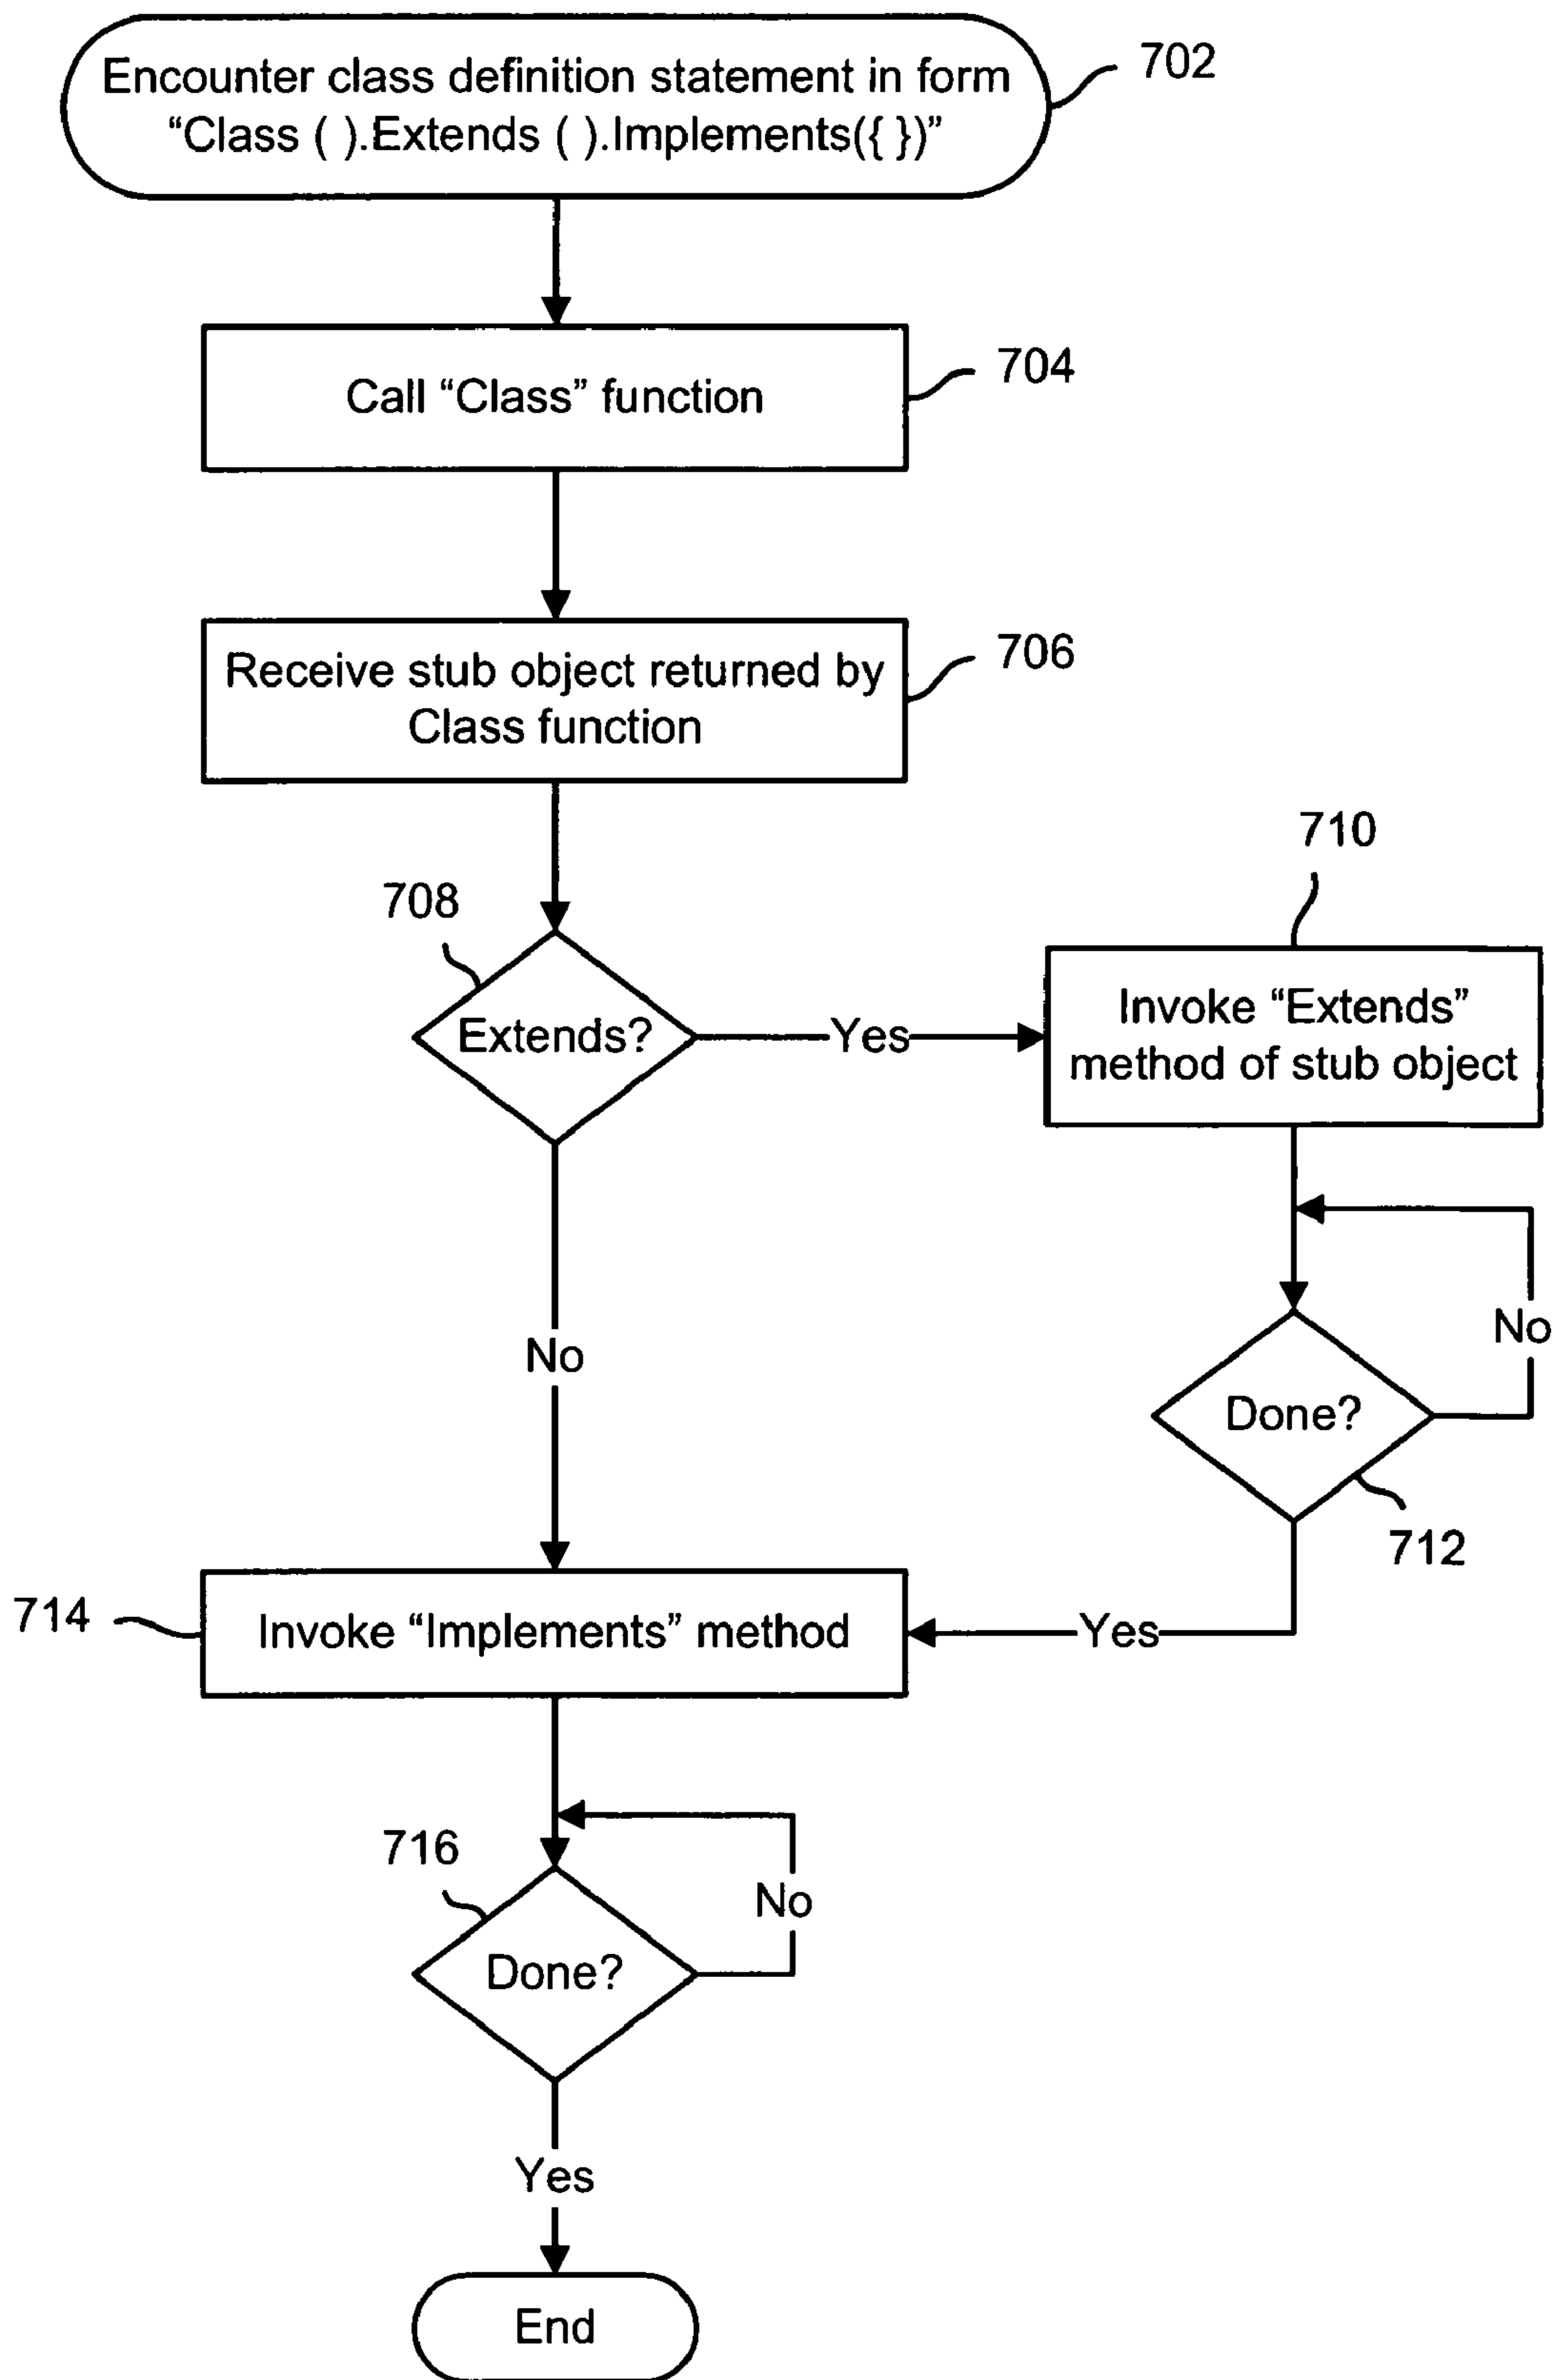 Encounter class definition statement in form
“Class ( ).Extends ( ).Implements({ })”
702
Call “Class” function
704
Receive stub object returned by
Class function
706
708
Extends?
Yes
710
Invoke “Extends”
method of stub object
No
No
Done?
712
714
Invoke “Implements” method
Yes
716
No
Done?
Yes
End